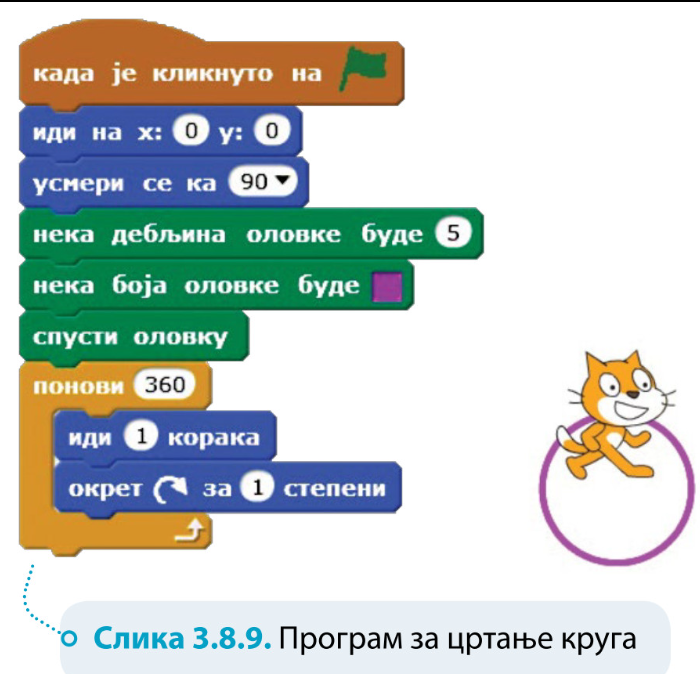 када је кликнуто на
иди на x: 0 y: 0
усмери се ка 90
нека дебљина оловке буде 5
нека боја оловке буде
спусти оловку
понови 360
иди 1 корака
окрет за 1 степени
Слика 3.8.9. Програм за цртање круга